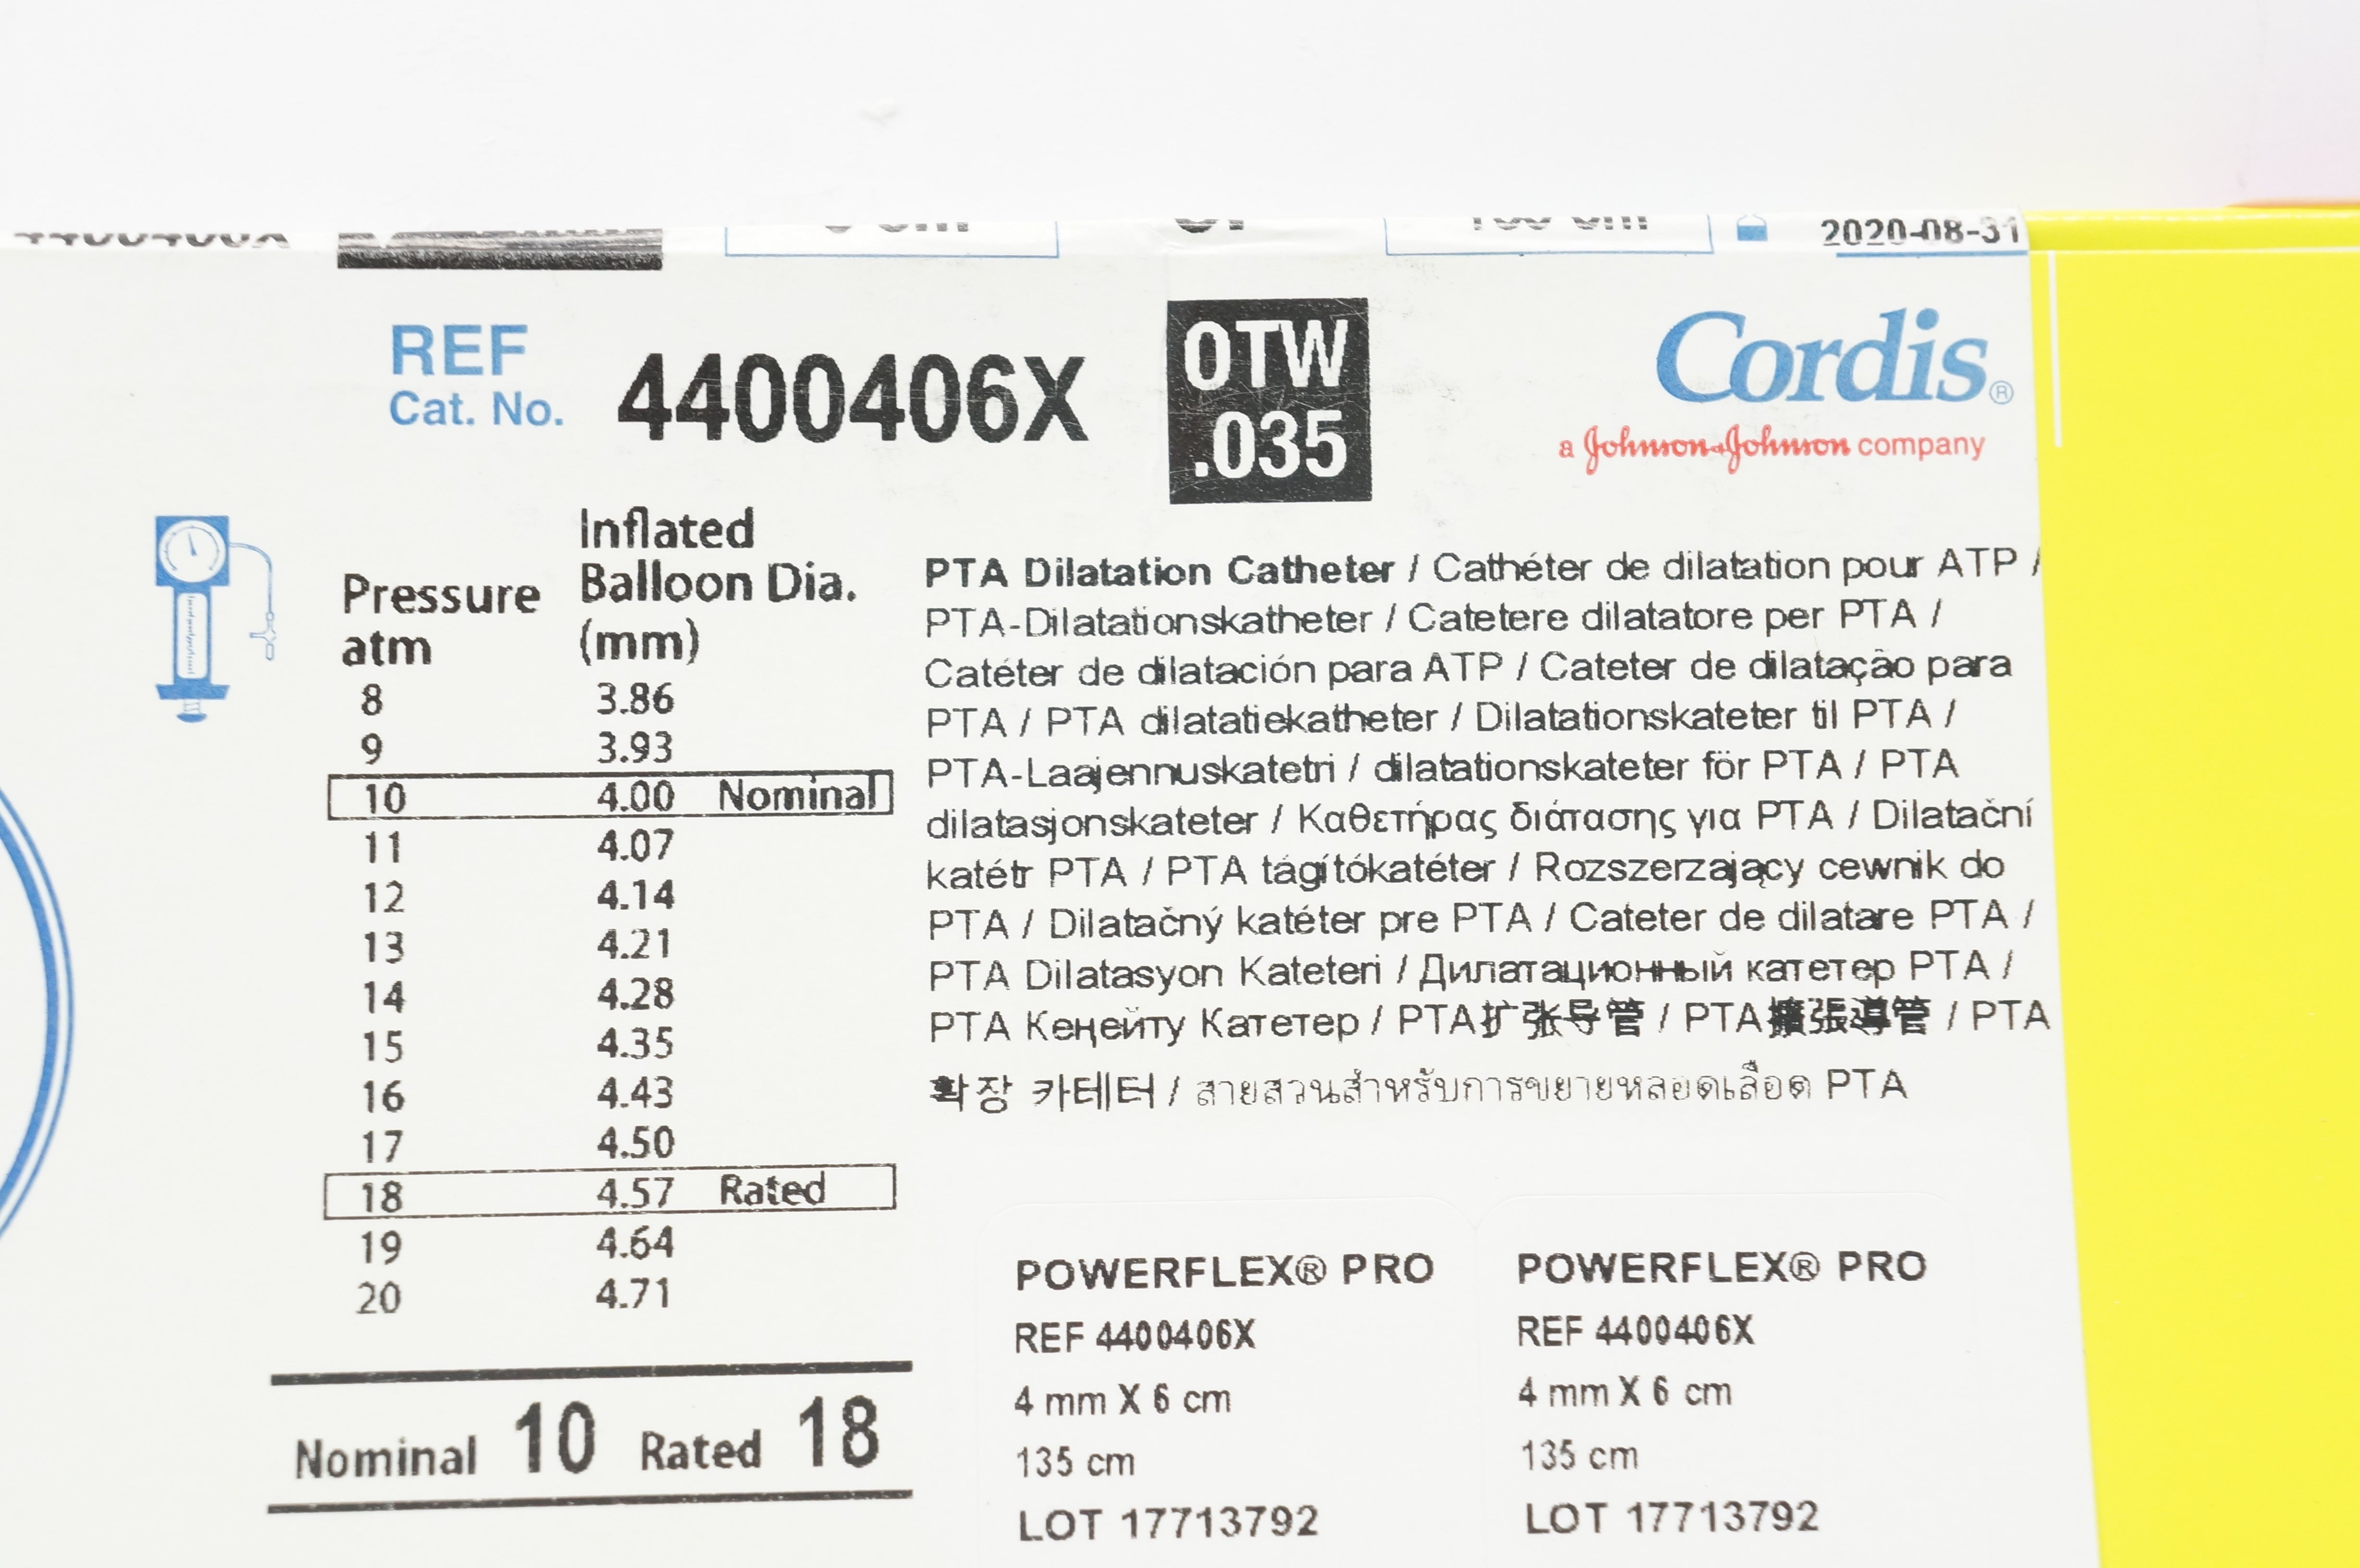 2020-08-31
REF
Cat. No.
4400406X
OTW
.035
Cordis®
a Johnson&Johnson company
Pressure
atm
Inflated
Balloon Dia.
(mm)
8 3.86
9 3.93
10 4.00 Nominal
11 4.07
12 4.14
13 4.21
14 4.28
15 4.35
16 4.43
17 4.50
18 4.57 Rated
19 4.64
20 4.71
Nominal 10 Rated 18
PTA Dilatation Catheter / Cathéter de dilatation pour ATP /
PTA-Dilatationskatheter / Catetere dilatatore per PTA /
Catéter de dilatación para ATP / Cateter de dilatação para
PTA / PTA dilatatiekatheter / Dilatationskateter til PTA /
PTA-Laajennuskatetri / dilatationskateter för PTA / PTA
dilatasjonskateter / Καθετήρας διάτασης για PTA / Dilatační
katétr PTA / PTA tágítókatéter / Rozszerzający cewnik do
PTA / Dilatačný katéter pre PTA / Cateter de dilatare PTA /
PTA Dilatasyon Kateteri / Дилатационный катетер PTA /
PTA Кеңейту Катетер / PTA扩张导管 / PTA擴張導管 / PTA
확장 카테터 / สายสวนสำหรับการขยายหลอดเลือด PTA
POWERFLEX® PRO
REF 4400406X
4 mm X 6 cm
135 cm
LOT 17713792
POWERFLEX® PRO
REF 4400406X
4 mm X 6 cm
135 cm
LOT 17713792